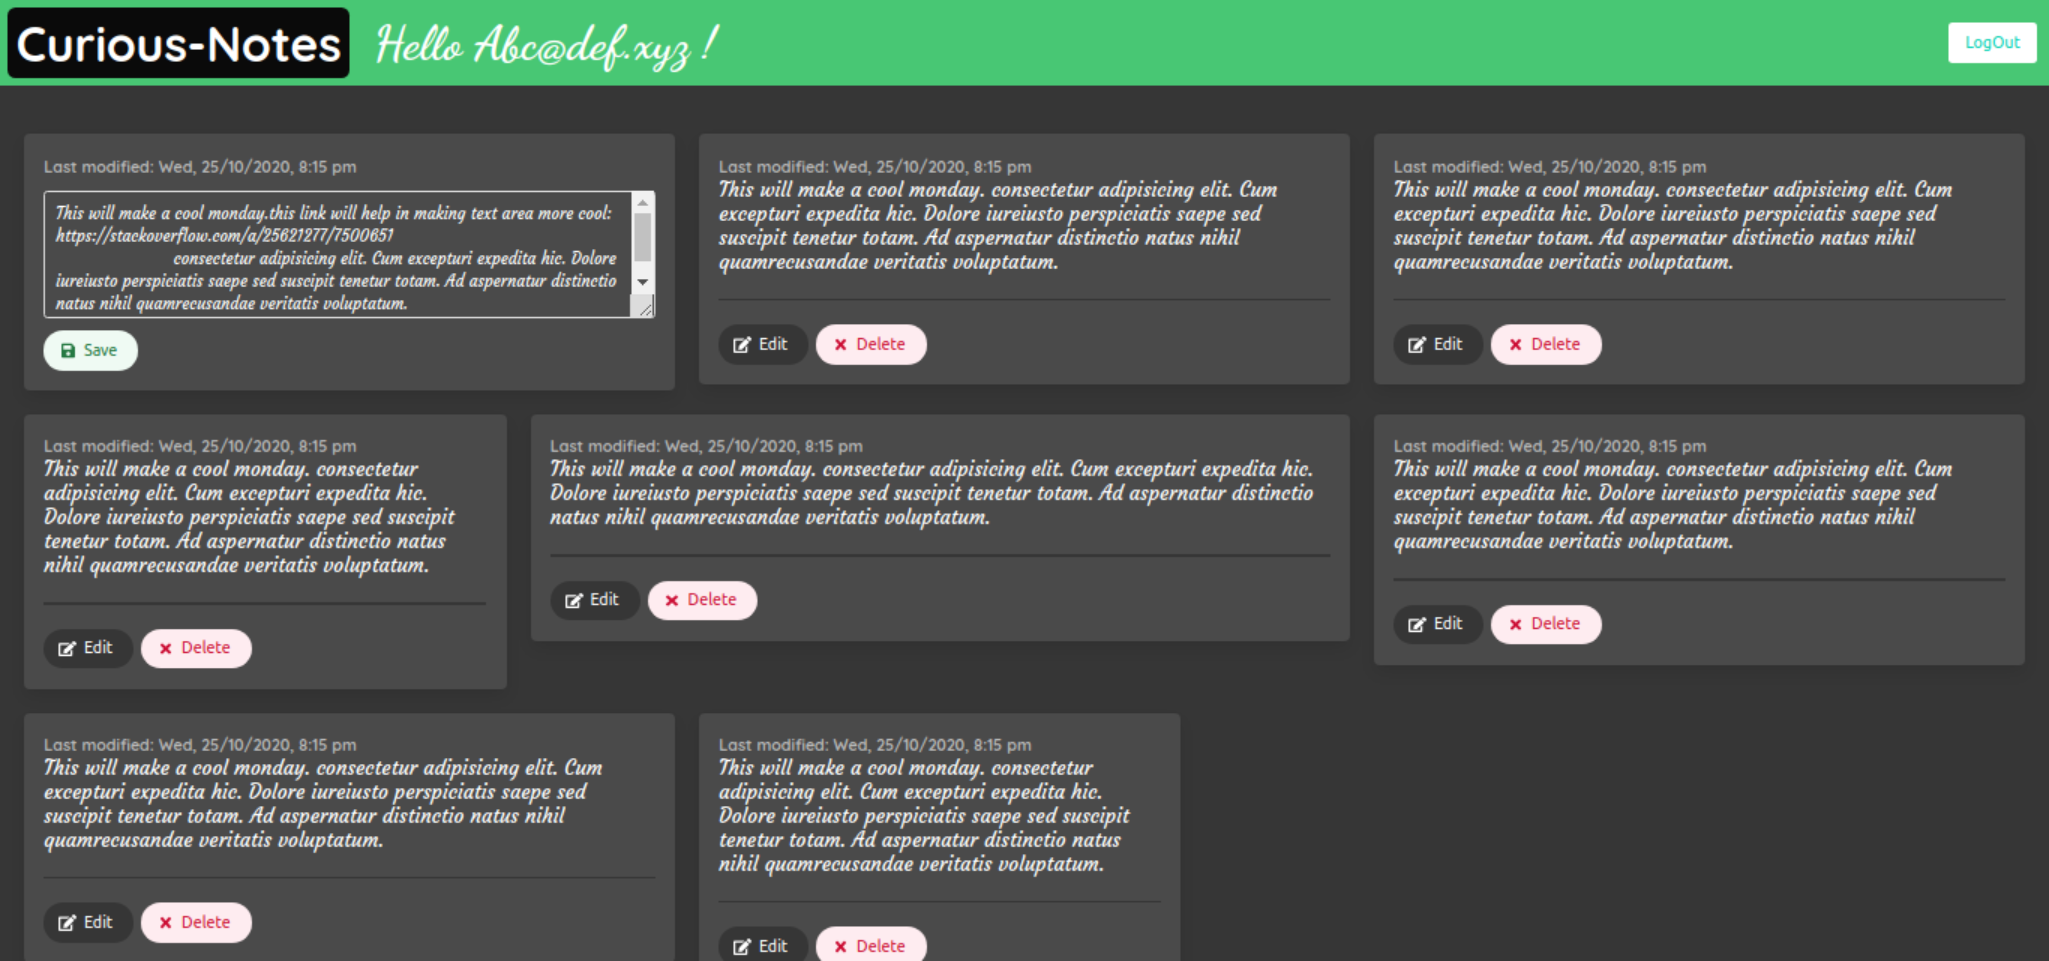 Curious-Notes
Hello Abc@def.xyz !
LogOut
Last modified: Wed, 25/10/2020, 8:15 pm
This will make a cool monday.this link will help in making text area more cool:
https://stackoverflow.com/a/25621277/7500651
consectetur adipisicing elit. Cum excepturi expedita hic. Dolore
iureiusto perspiciatis saepe sed suscipit tenetur totam. Ad aspernatur distinctio
natus nihil quamrecusandae veritatis voluptatum.
Save
Last modified: Wed, 25/10/2020, 8:15 pm
This will make a cool monday. consectetur adipisicing elit. Cum
excepturi expedita hic. Dolore iureiusto perspiciatis saepe sed
suscipit tenetur totam. Ad aspernatur distinctio natus nihil
quamrecusandae veritatis voluptatum.
Edit Delete
Last modified: Wed, 25/10/2020, 8:15 pm
This will make a cool monday. consectetur adipisicing elit. Cum
excepturi expedita hic. Dolore iureiusto perspiciatis saepe sed
suscipit tenetur totam. Ad aspernatur distinctio natus nihil
quamrecusandae veritatis voluptatum.
Edit Delete
Last modified: Wed, 25/10/2020, 8:15 pm
This will make a cool monday. consectetur
adipisicing elit. Cum excepturi expedita hic.
Dolore iureiusto perspiciatis saepe sed suscipit
tenetur totam. Ad aspernatur distinctio natus
nihil quamrecusandae veritatis voluptatum.
Edit Delete
Last modified: Wed, 25/10/2020, 8:15 pm
This will make a cool monday. consectetur adipisicing elit. Cum excepturi expedita hic.
Dolore iureiusto perspiciatis saepe sed suscipit tenetur totam. Ad aspernatur distinctio
natus nihil quamrecusandae veritatis voluptatum.
Edit Delete
Last modified: Wed, 25/10/2020, 8:15 pm
This will make a cool monday. consectetur adipisicing elit. Cum
excepturi expedita hic. Dolore iureiusto perspiciatis saepe sed
suscipit tenetur totam. Ad aspernatur distinctio natus nihil
quamrecusandae veritatis voluptatum.
Edit Delete
Last modified: Wed, 25/10/2020, 8:15 pm
This will make a cool monday. consectetur adipisicing elit. Cum
excepturi expedita hic. Dolore iureiusto perspiciatis saepe sed
suscipit tenetur totam. Ad aspernatur distinctio natus nihil
quamrecusandae veritatis voluptatum.
Edit Delete
Last modified: Wed, 25/10/2020, 8:15 pm
This will make a cool monday. consectetur
adipisicing elit. Cum excepturi expedita hic.
Dolore iureiusto perspiciatis saepe sed suscipit
tenetur totam. Ad aspernatur distinctio natus
nihil quamrecusandae veritatis voluptatum.
Edit Delete